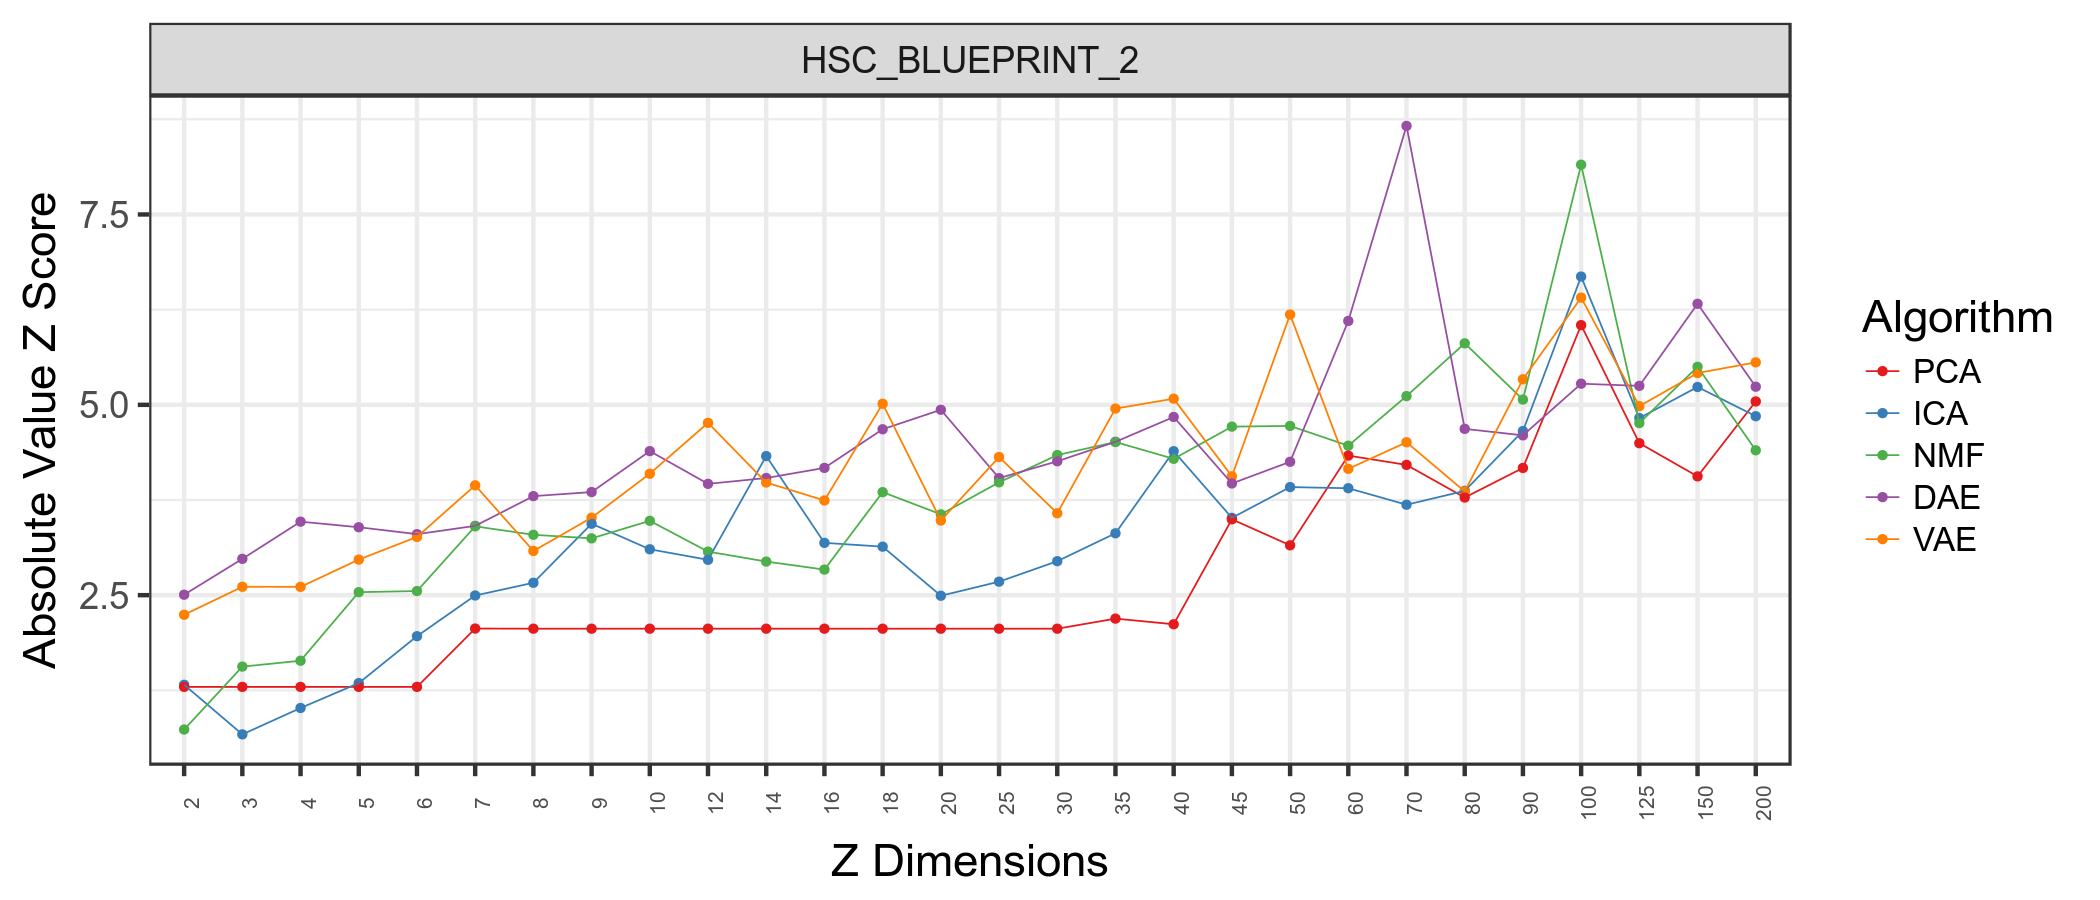 HSC_BLUEPRINT_2
Absolute Value Z Score
7.5
5.0
2.5
2 3 4 5 6 7 8 9 10 12 14 16 18 20 25 30 35 40 45 50 60 70 80 90 100 125 150 200
Z Dimensions
Algorithm
PCA
ICA
NMF
DAE
VAE